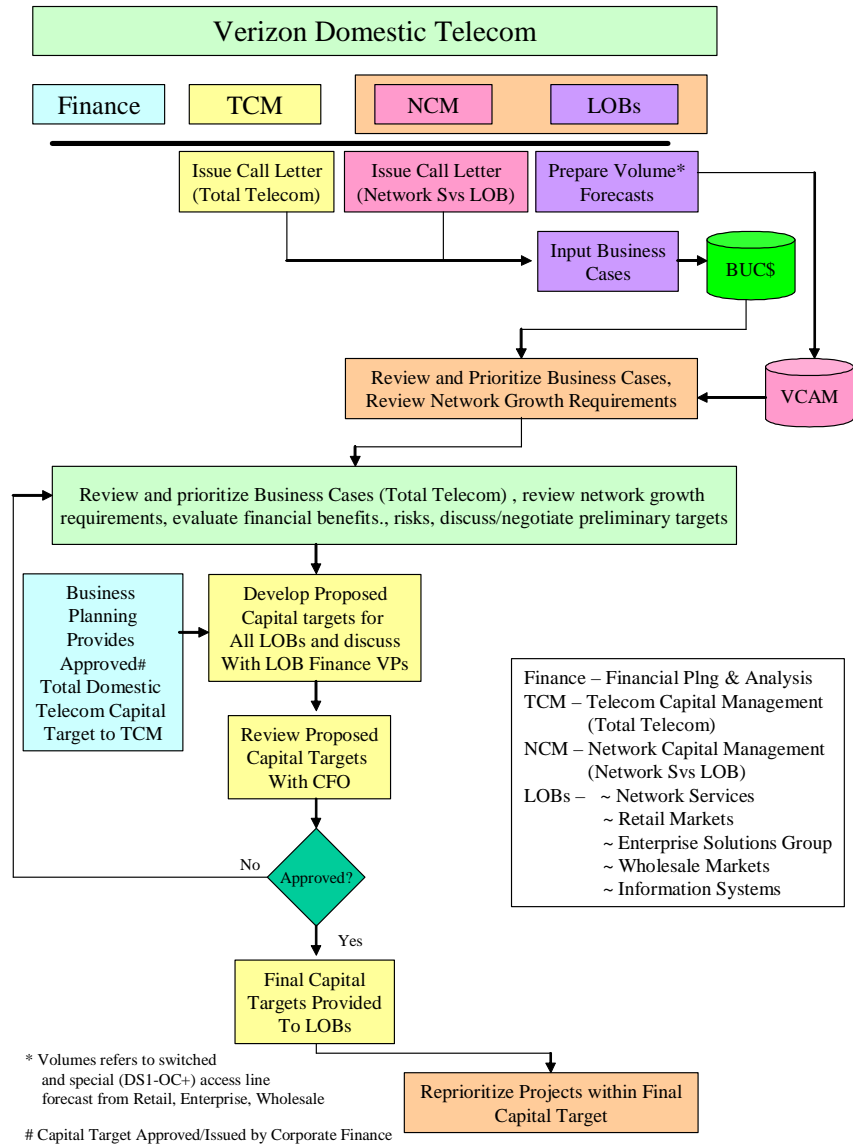 Verizon Domestic Telecom
Finance
TCM
NCM
LOBs
Issue Call Letter
(Total Telecom)
Issue Call Letter
(Network Svs LOB)
Prepare Volume*
Forecasts
Input Business
Cases
BUC$
Review and Prioritize Business Cases,
Review Network Growth Requirements
VCAM
Review and prioritize Business Cases (Total Telecom) , review network growth
requirements, evaluate financial benefits., risks, discuss/negotiate preliminary targets
Business
Planning
Provides
Approved#
Total Domestic
Telecom Capital
Target to TCM
Develop Proposed
Capital targets for
All LOBs and discuss
With LOB Finance VPs
Review Proposed
Capital Targets
With CFO
Finance – Financial Plng & Analysis
TCM – Telecom Capital Management
(Total Telecom)
NCM – Network Capital Management
(Network Svs LOB)
LOBs – ~ Network Services
~ Retail Markets
~ Enterprise Solutions Group
~ Wholesale Markets
~ Information Systems
No
Approved?
Yes
Final Capital
Targets Provided
To LOBs
* Volumes refers to switched
and special (DS1-OC+) access line
forecast from Retail, Enterprise, Wholesale
Reprioritize Projects within Final
Capital Target
# Capital Target Approved/Issued by Corporate Finance